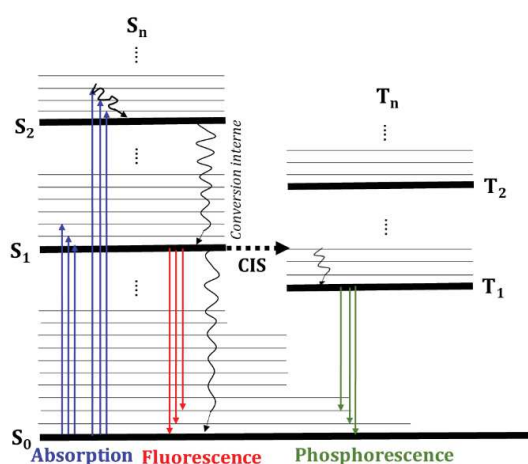 Sₙ
Tₙ
S₂
T₂
Conversion interne
S₁
CIS
T₁
S₀
Absorption Fluorescence Phosphorescence